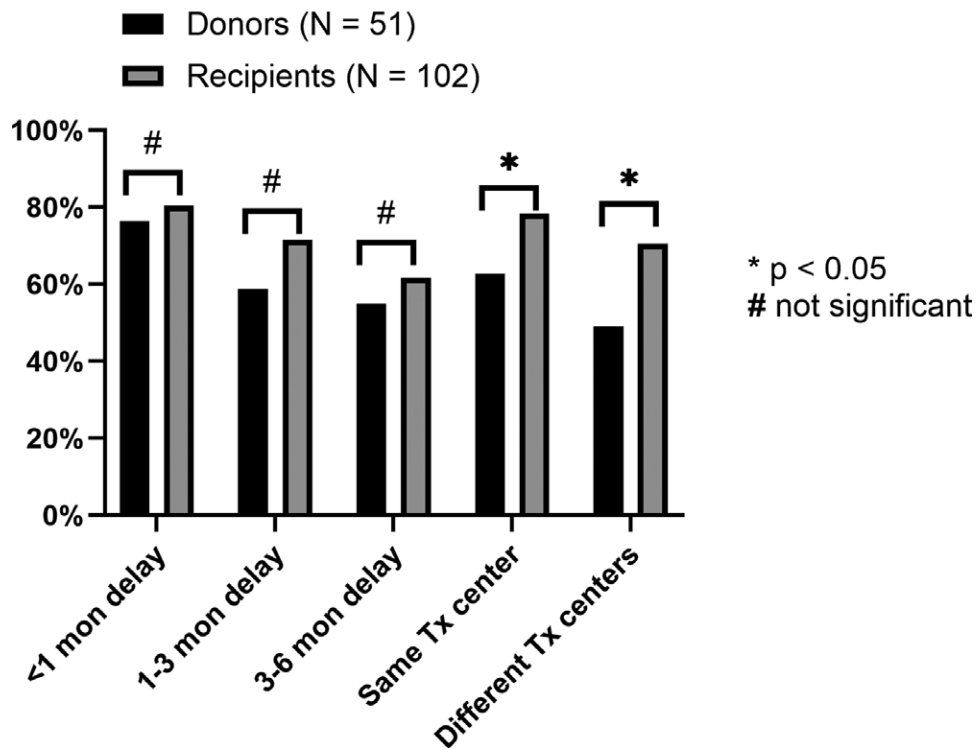 Donors (N = 51)
Recipients (N = 102)
100%
80%
60%
40%
20%
0%
#
#
#
*
*
* p < 0.05
# not significant
<1 mon delay
1-3 mon delay
3-6 mon delay
Same Tx center
Different Tx centers